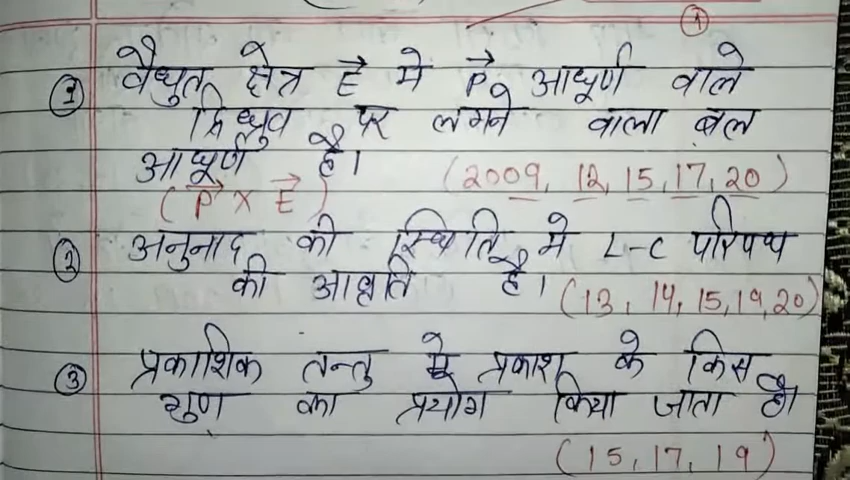 ①
① वैधुत क्षेत्र E→ में P→ आघूर्ण वाले
द्विध्रुव पर लगने वाला बल
आघूर्ण है। (2009, 12, 15, 17, 20)
(P→ × E→)
② अनुनाद की स्थिति मे L-C परिपथ
की आवृति है। (13, 14, 15, 19, 20)
③ प्रकाशिक तन्तु मे प्रकाश के किस
गुण का प्रयोग किया जाता है।
(15, 17, 19)